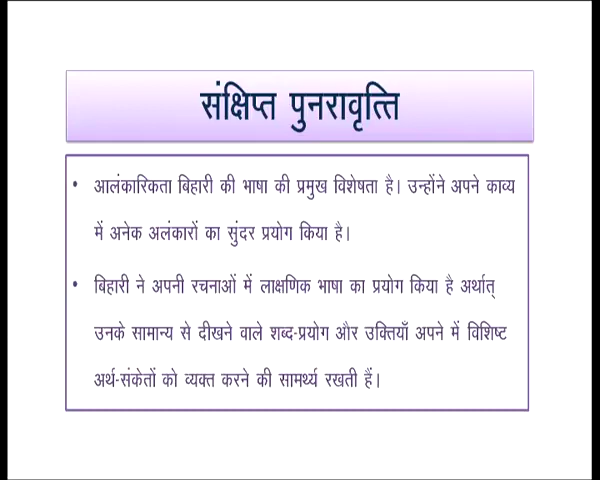 संक्षिप्त पुनरावृत्ति
• आलंकारिकता बिहारी की भाषा की प्रमुख विशेषता है। उन्होंने अपने काव्य
में अनेक अलंकारों का सुंदर प्रयोग किया है।
• बिहारी ने अपनी रचनाओं में लाक्षणिक भाषा का प्रयोग किया है अर्थात्
उनके सामान्य से दीखने वाले शब्द-प्रयोग और उक्तियाँ अपने में विशिष्ट
अर्थ-संकेतों को व्यक्त करने की सामर्थ्य रखती हैं।